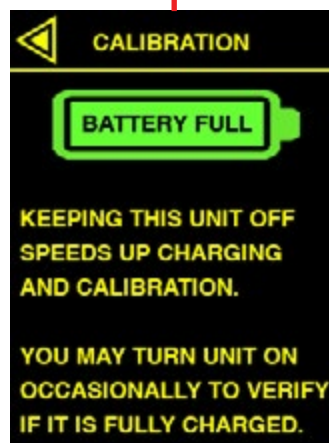 CALIBRATION
BATTERY FULL
KEEPING THIS UNIT OFF
SPEEDS UP CHARGING
AND CALIBRATION.
YOU MAY TURN UNIT ON
OCCASIONALLY TO VERIFY
IF IT IS FULLY CHARGED.